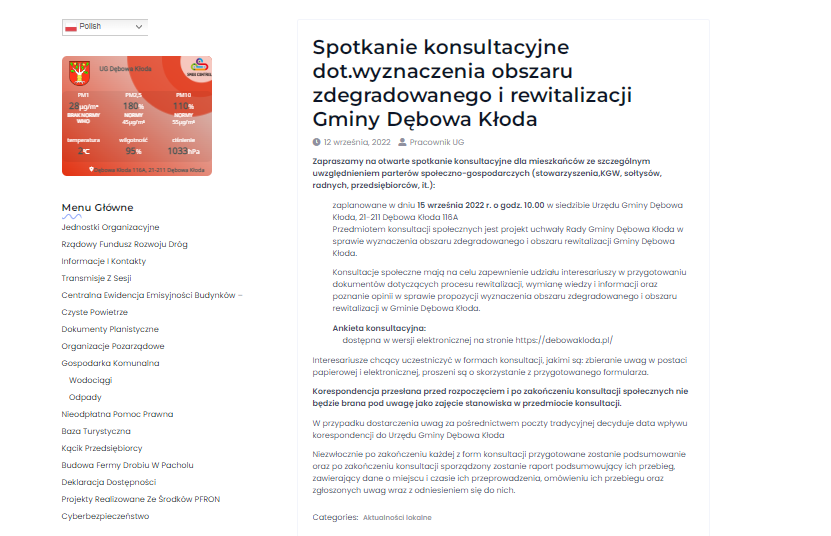 Polish
UG Dębowa Kłoda
PM1 PM2,5 PM10
28µg/m³ 180% 110%
BRAK NORMY NORMY NORMY
WHO 45µg/m³ 55µg/m³
temperatura wilgotność ciśnienie
2°C 95% 1033hPa
Dębowa Kłoda 116A, 21-211 Dębowa Kłoda
Menu Główne
Jednostki Organizacyjne
Rządowy Fundusz Rozwoju Dróg
Informacje I Kontakty
Transmisje Z Sesji
Centralna Ewidencja Emisyjności Budynków –
Czyste Powietrze
Dokumenty Planistyczne
Organizacje Pozarządowe
Gospodarka Komunalna
Wodociągi
Odpady
Nieodpłatna Pomoc Prawna
Baza Turystyczna
Kącik Przedsiębiorcy
Budowa Fermy Drobiu W Pacholu
Deklaracja Dostępności
Projekty Realizowane Ze Środków PFRON
Cyberbezpieczeństwo
Spotkanie konsultacyjne
dot.wyznaczenia obszaru
zdegradowanego i rewitalizacji
Gminy Dębowa Kłoda
12 września, 2022 Pracownik UG
Zapraszamy na otwarte spotkanie konsultacyjne dla mieszkańców ze szczególnym
uwzględnieniem parterów społeczno-gospodarczych (stowarzyszenia,KGW, sołtysów,
radnych, przedsiębiorców, it.):
zaplanowane w dniu 15 września 2022 r. o godz. 10.00 w siedzibie Urzędu Gminy Dębowa
Kłoda, 21-211 Dębowa Kłoda 116A
Przedmiotem konsultacji społecznych jest projekt uchwały Rady Gminy Dębowa Kłoda w
sprawie wyznaczenia obszaru zdegradowanego i obszaru rewitalizacji Gminy Dębowa
Kłoda.
Konsultacje społeczne mają na celu zapewnienie udziału interesariuszy w przygotowaniu
dokumentów dotyczących procesu rewitalizacji, wymianę wiedzy i informacji oraz
poznanie opinii w sprawie propozycji wyznaczenia obszaru zdegradowanego i obszaru
rewitalizacji w Gminie Dębowa Kłoda.
Ankieta konsultacyjna:
dostępna w wersji elektronicznej na stronie https://debowakloda.pl/
Interesariusze chcący uczestniczyć w formach konsultacji, jakimi są: zbieranie uwag w postaci
papierowej i elektronicznej, proszeni są o skorzystanie z przygotowanego formularza.
Korespondencja przesłana przed rozpoczęciem i po zakończeniu konsultacji społecznych nie
będzie brana pod uwagę jako zajęcie stanowiska w przedmiocie konsultacji.
W przypadku dostarczenia uwag za pośrednictwem poczty tradycyjnej decyduje data wpływu
korespondencji do Urzędu Gminy Dębowa Kłoda
Niezwłocznie po zakończeniu każdej z form konsultacji przygotowane zostanie podsumowanie
oraz po zakończeniu konsultacji sporządzony zostanie raport podsumowujący ich przebieg,
zawierający dane o miejscu i czasie ich przeprowadzenia, omówieniu ich przebiegu oraz
zgłoszonych uwag wraz z odniesieniem się do nich.
Categories: Aktualności lokalne